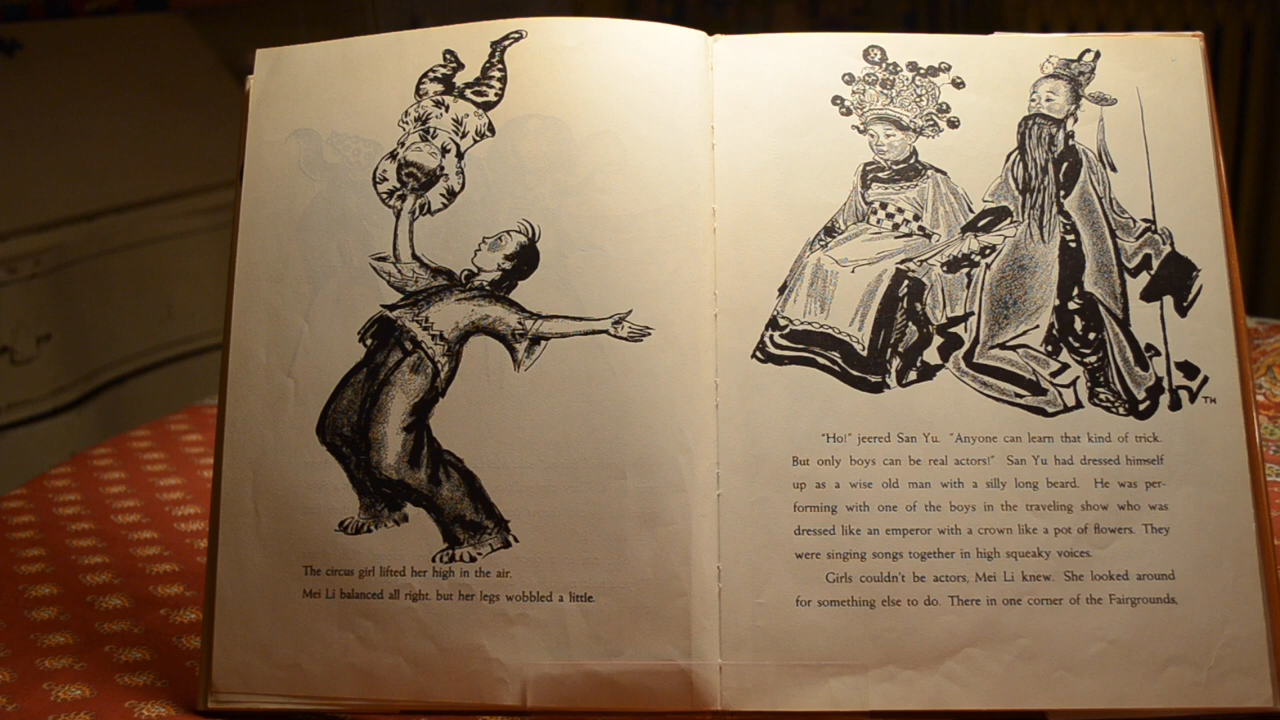 The circus girl lifted her high in the air.
Mei Li balanced all right, but her legs wobbled a little.
TH
"Ho!" jeered San Yu. "Anyone can learn that kind of trick.
But only boys can be real actors!" San Yu had dressed himself
up as a wise old man with a silly long beard. He was per-
forming with one of the boys in the traveling show who was
dressed like an emperor with a crown like a pot of flowers. They
were singing songs together in high squeaky voices.
Girls couldn't be actors, Mei Li knew. She looked around
for something else to do. There in one corner of the Fairgrounds,